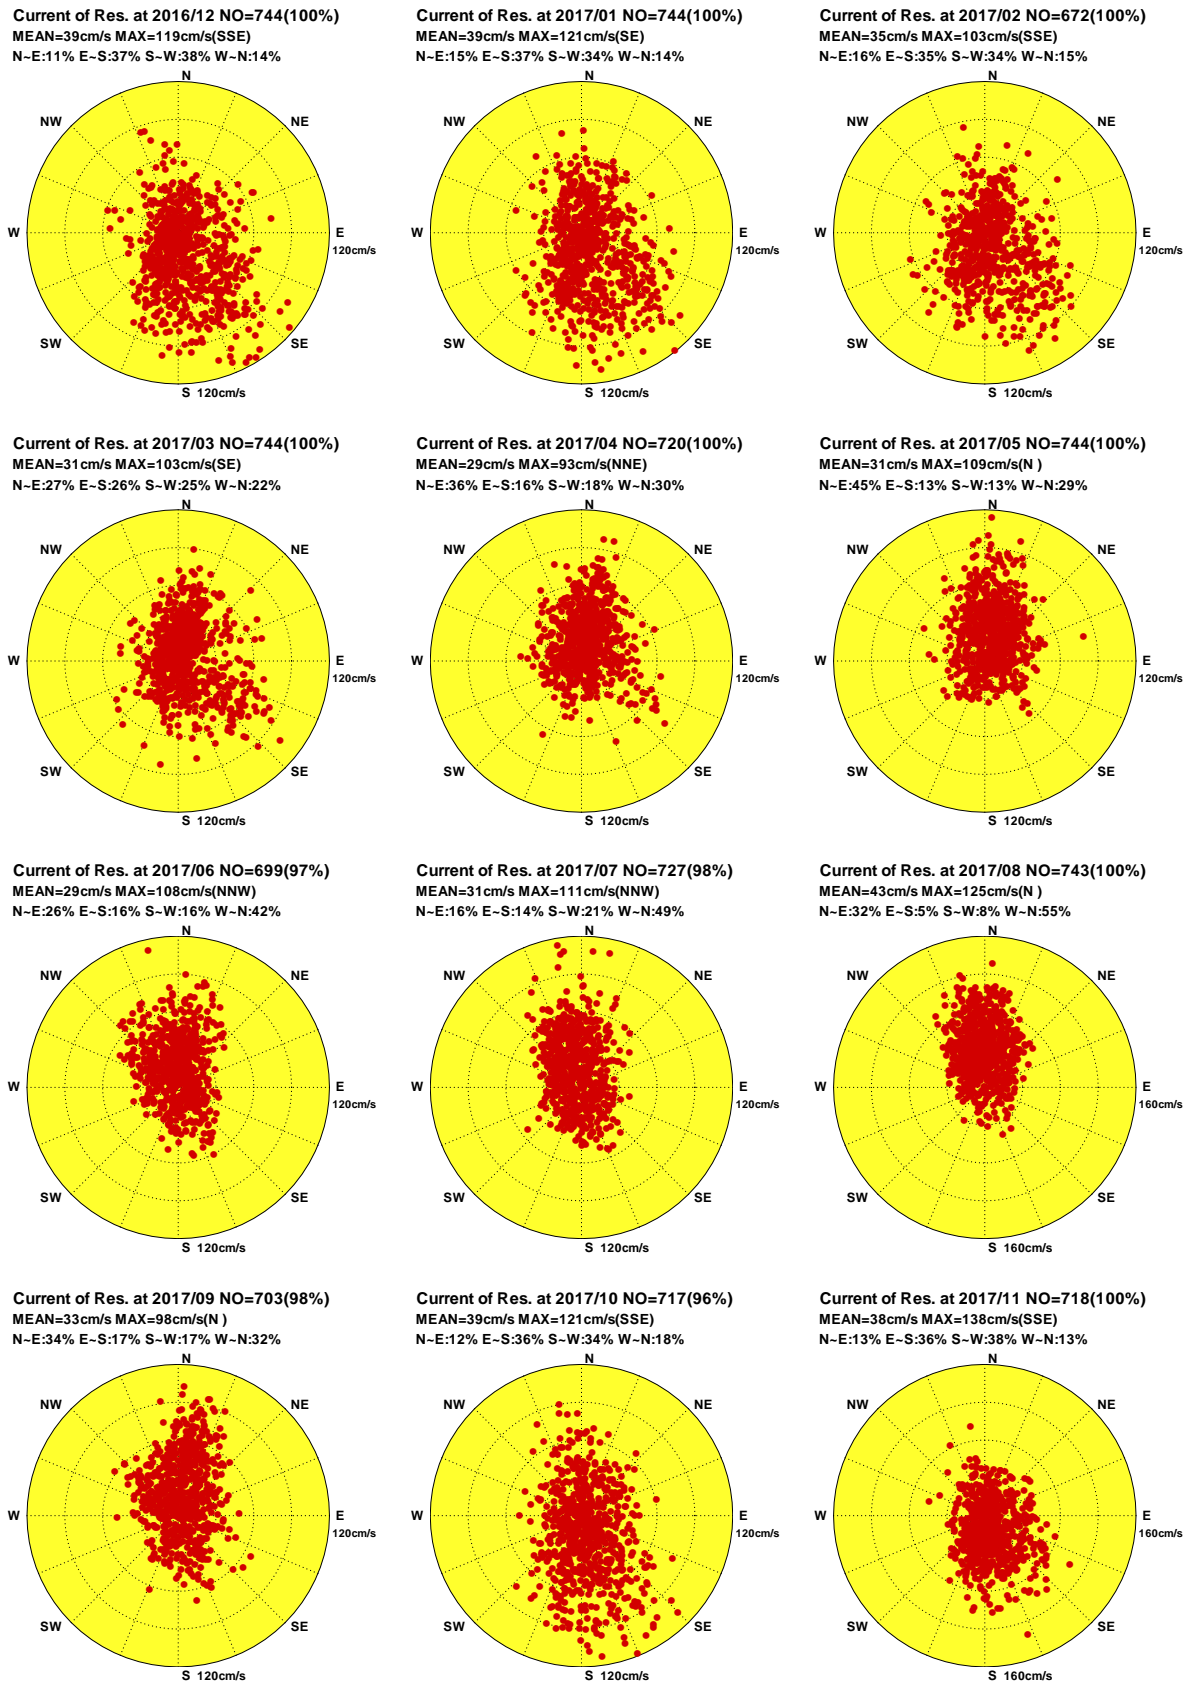 Current of Res. at 2016/12 NO=744(100%)
MEAN=39cm/s MAX=119cm/s(SSE)
N~E:11% E~S:37% S~W:38% W~N:14%
N
NW
NE
W
E
120cm/s
SW
SE
S 120cm/s
Current of Res. at 2017/01 NO=744(100%)
MEAN=39cm/s MAX=121cm/s(SE)
N~E:15% E~S:37% S~W:34% W~N:14%
N
NW
NE
W
E
120cm/s
SW
SE
S 120cm/s
Current of Res. at 2017/02 NO=672(100%)
MEAN=35cm/s MAX=103cm/s(SSE)
N~E:16% E~S:35% S~W:34% W~N:15%
N
NW
NE
W
E
120cm/s
SW
SE
S 120cm/s
Current of Res. at 2017/03 NO=744(100%)
MEAN=31cm/s MAX=103cm/s(SE)
N~E:27% E~S:26% S~W:25% W~N:22%
N
NW
NE
W
E
120cm/s
SW
SE
S 120cm/s
Current of Res. at 2017/04 NO=720(100%)
MEAN=29cm/s MAX=93cm/s(NNE)
N~E:36% E~S:16% S~W:18% W~N:30%
N
NW
NE
W
E
120cm/s
SW
SE
S 120cm/s
Current of Res. at 2017/05 NO=744(100%)
MEAN=31cm/s MAX=109cm/s(N )
N~E:45% E~S:13% S~W:13% W~N:29%
N
NW
NE
W
E
120cm/s
SW
SE
S 120cm/s
Current of Res. at 2017/06 NO=699(97%)
MEAN=29cm/s MAX=108cm/s(NNW)
N~E:26% E~S:16% S~W:16% W~N:42%
N
NW
NE
W
E
120cm/s
SW
SE
S 120cm/s
Current of Res. at 2017/07 NO=727(98%)
MEAN=31cm/s MAX=111cm/s(NNW)
N~E:16% E~S:14% S~W:21% W~N:49%
N
NW
NE
W
E
120cm/s
SW
SE
S 120cm/s
Current of Res. at 2017/08 NO=743(100%)
MEAN=43cm/s MAX=125cm/s(N )
N~E:32% E~S:5% S~W:8% W~N:55%
N
NW
NE
W
E
160cm/s
SW
SE
S 160cm/s
Current of Res. at 2017/09 NO=703(98%)
MEAN=33cm/s MAX=98cm/s(N )
N~E:34% E~S:17% S~W:17% W~N:32%
N
NW
NE
W
E
120cm/s
SW
SE
S 120cm/s
Current of Res. at 2017/10 NO=717(96%)
MEAN=39cm/s MAX=121cm/s(SSE)
N~E:12% E~S:36% S~W:34% W~N:18%
N
NW
NE
W
E
120cm/s
SW
SE
S 120cm/s
Current of Res. at 2017/11 NO=718(100%)
MEAN=38cm/s MAX=138cm/s(SSE)
N~E:13% E~S:36% S~W:38% W~N:13%
N
NW
NE
W
E
160cm/s
SW
SE
S 160cm/s